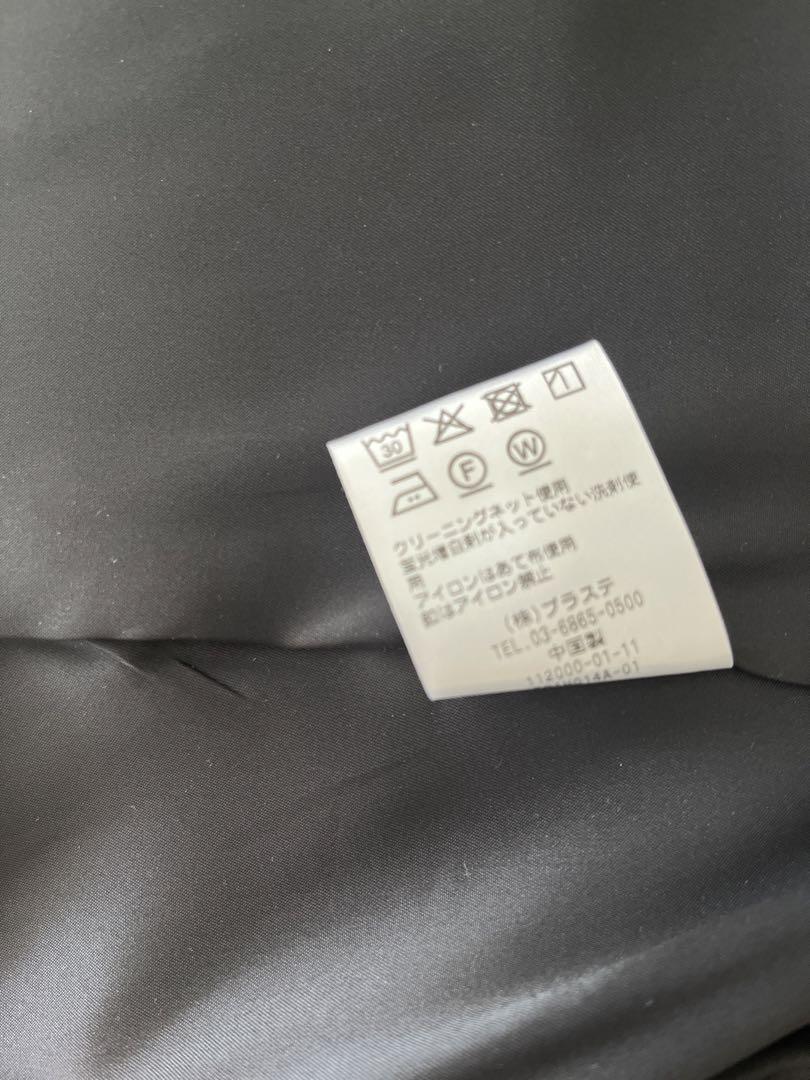 30
F W
クリーニングネット使用
蛍光増白剤が入っていない洗剤使
用
アイロンはあて布使用
釦はアイロン禁止
(株)プラステ
TEL.03-6865-0500
中国製
112000-01-11